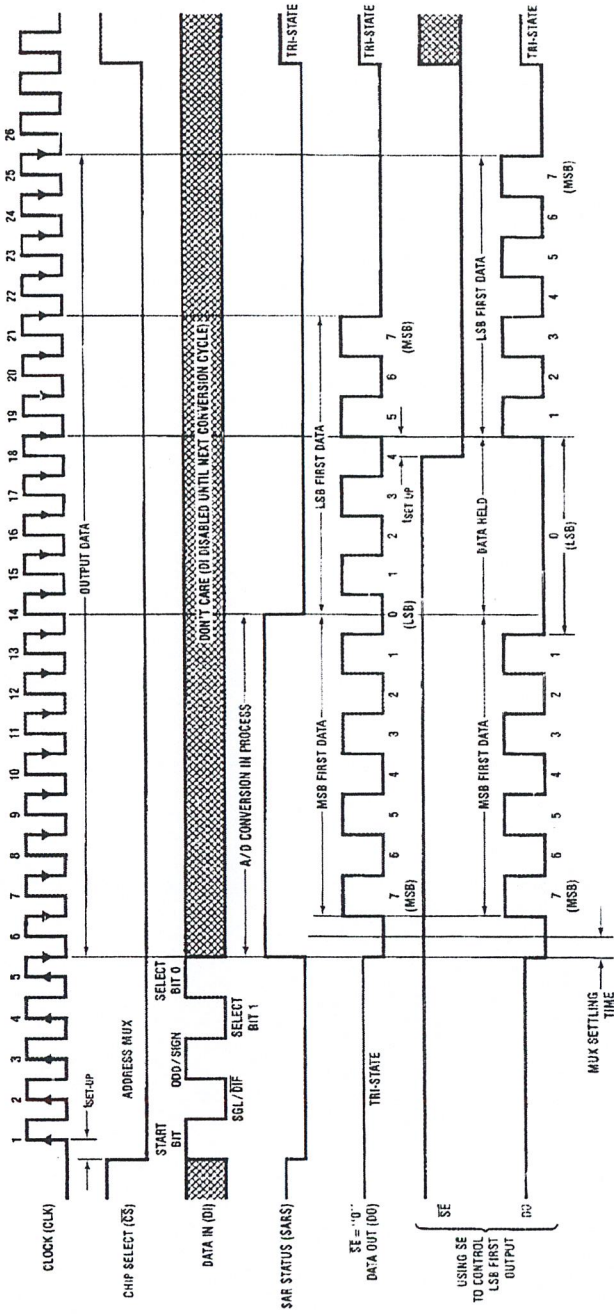 1 2 3 4 5 6 7 8 9 10 11 12 13 14 15 16 17 18 19 20 21 22 23 24 25 26
CLOCK (CLK)
tSET-UP
OUTPUT DATA
CHIP SELECT (CS)
ADDRESS MUX
START BIT
ODD/SIGN
SELECT BIT 0
DATA IN (DI)
DON'T CARE (DI DISABLED UNTIL NEXT CONVERSION CYCLE)
SGL/DIF
SELECT BIT 1
A/D CONVERSION IN PROCESS
SAR STATUS (SARS)
TRI-STATE
MSB FIRST DATA
LSB FIRST DATA
SE = "0"
DATA OUT (DO)
TRI-STATE
TRI-STATE
7 6 5 4 3 2 1 0 1 2 3 4 5 6 7
(MSB)
(LSB)
(MSB)
tSET UP
USING SE
TO CONTROL
LSB FIRST
OUTPUT
SE
MSB FIRST DATA
DATA HELD
LSB FIRST DATA
DO
TRI-STATE
7 6 5 4 3 2 1 0 1 2 3 4 5 6 7
(MSB)
(LSB)
(MSB)
MUX SETTLING
TIME